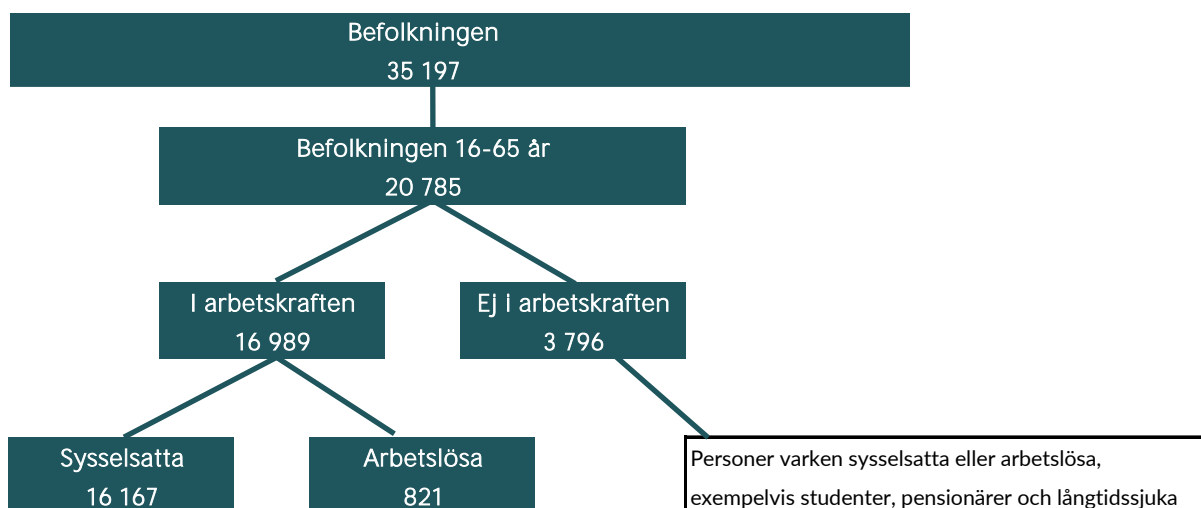 Befolkningen
35 197
Befolkningen 16-65 år
20 785
I arbetskraften
16 989
Ej i arbetskraften
3 796
Sysselsatta
16 167
Arbetslösa
821
Personer varken sysselsatta eller arbetslösa,
exempelvis studenter, pensionärer och långtidssjuka